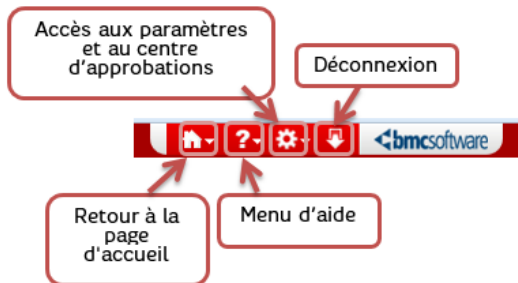 Accès aux paramètres
et au centre
d'approbations
Déconnexion
?
bmcsoftware
Retour à la
page
d'accueil
Menu d'aide